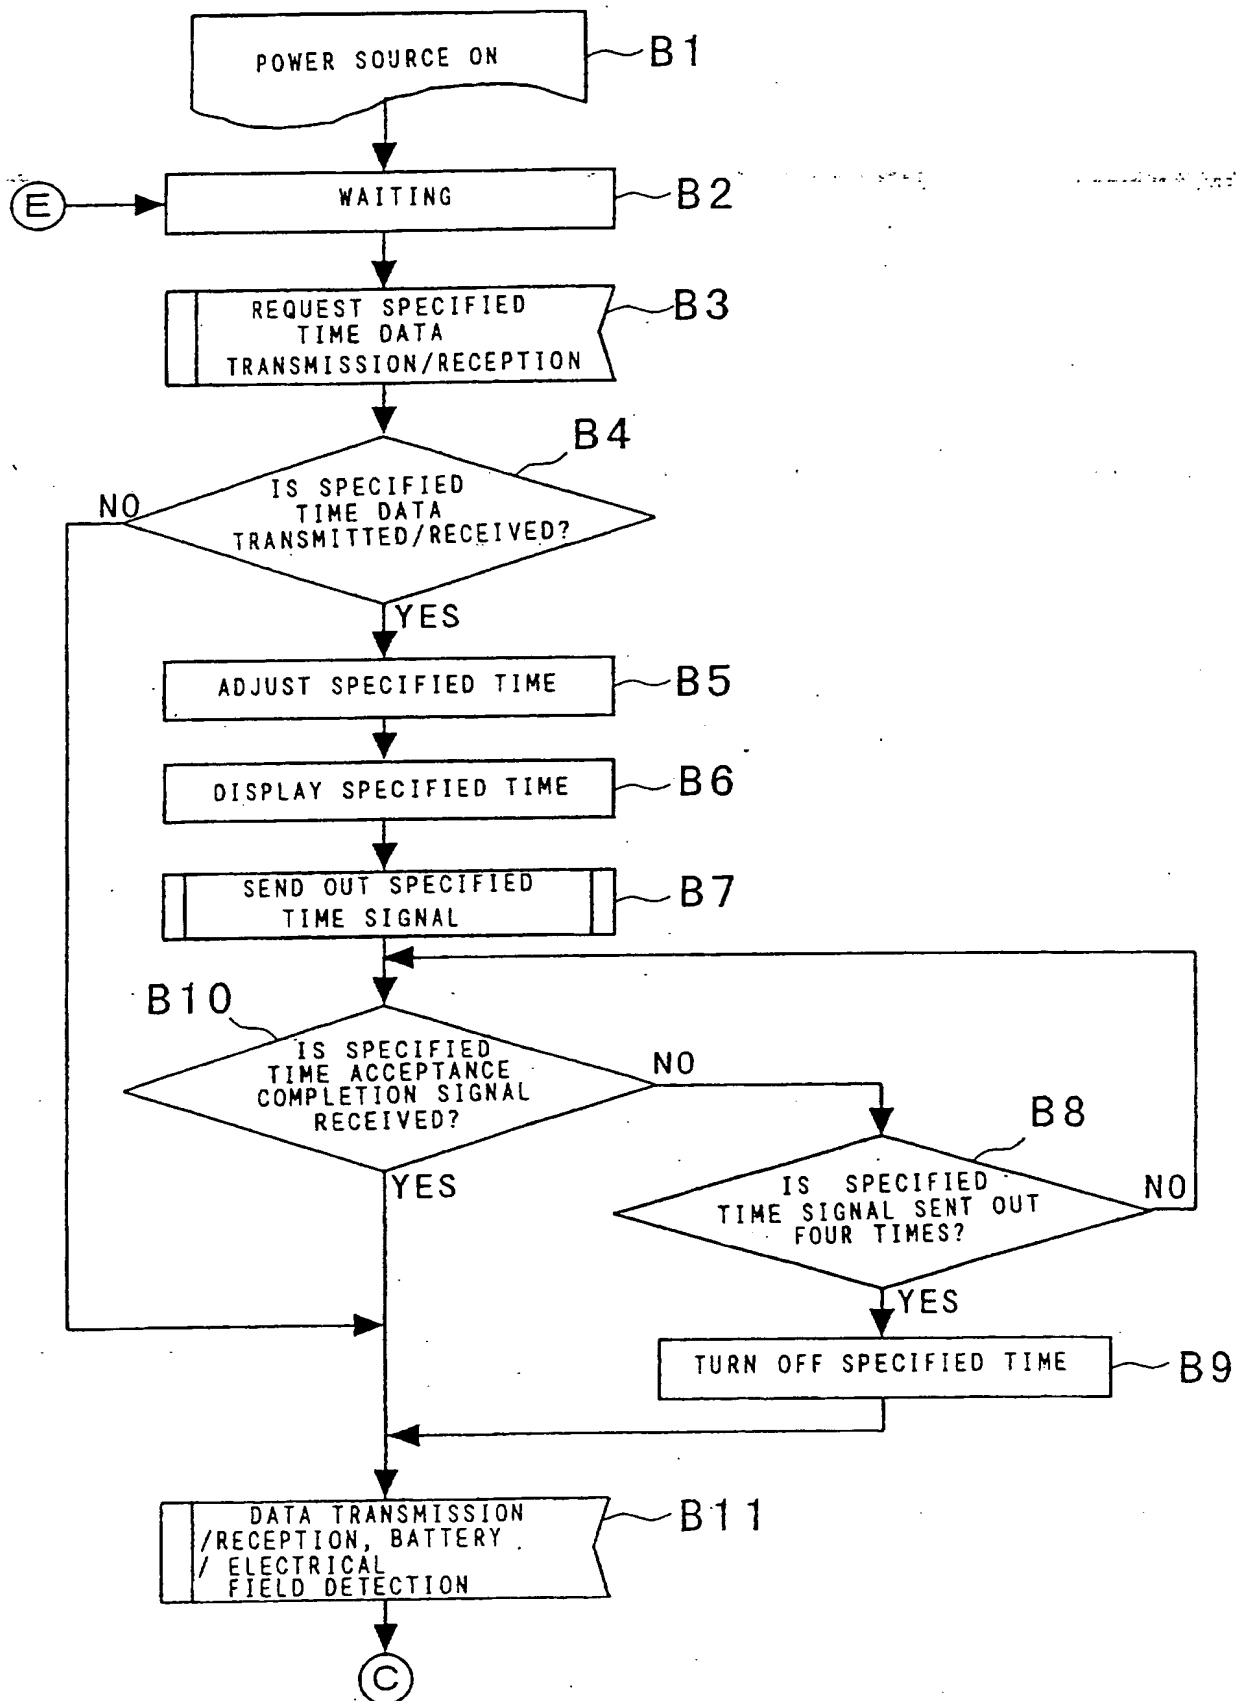 POWER SOURCE ON
B1
E
WAITING
B2
REQUEST SPECIFIED
TIME DATA
TRANSMISSION/RECEPTION
B3
B4
NO
IS SPECIFIED
TIME DATA
TRANSMITTED/RECEIVED?
YES
ADJUST SPECIFIED TIME
B5
DISPLAY SPECIFIED TIME
B6
SEND OUT SPECIFIED
TIME SIGNAL
B7
B10
IS SPECIFIED
TIME ACCEPTANCE
COMPLETION SIGNAL
RECEIVED?
NO
YES
B8
IS SPECIFIED
TIME SIGNAL SENT OUT
FOUR TIMES?
NO
YES
TURN OFF SPECIFIED TIME
B9
DATA TRANSMISSION
/RECEPTION, BATTERY
/ ELECTRICAL
FIELD DETECTION
B11
C